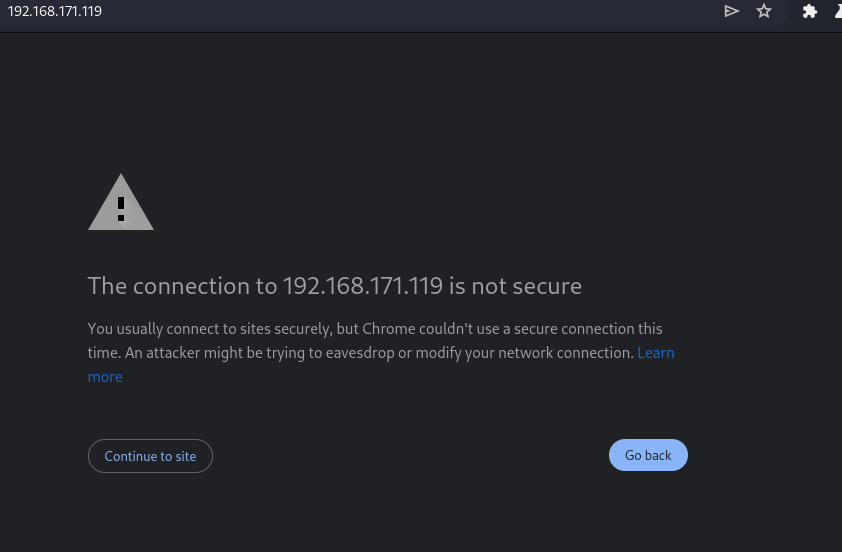 192.168.171.119
The connection to 192.168.171.119 is not secure
You usually connect to sites securely, but Chrome couldn't use a secure connection this
time. An attacker might be trying to eavesdrop or modify your network connection. Learn
more
Continue to site
Go back